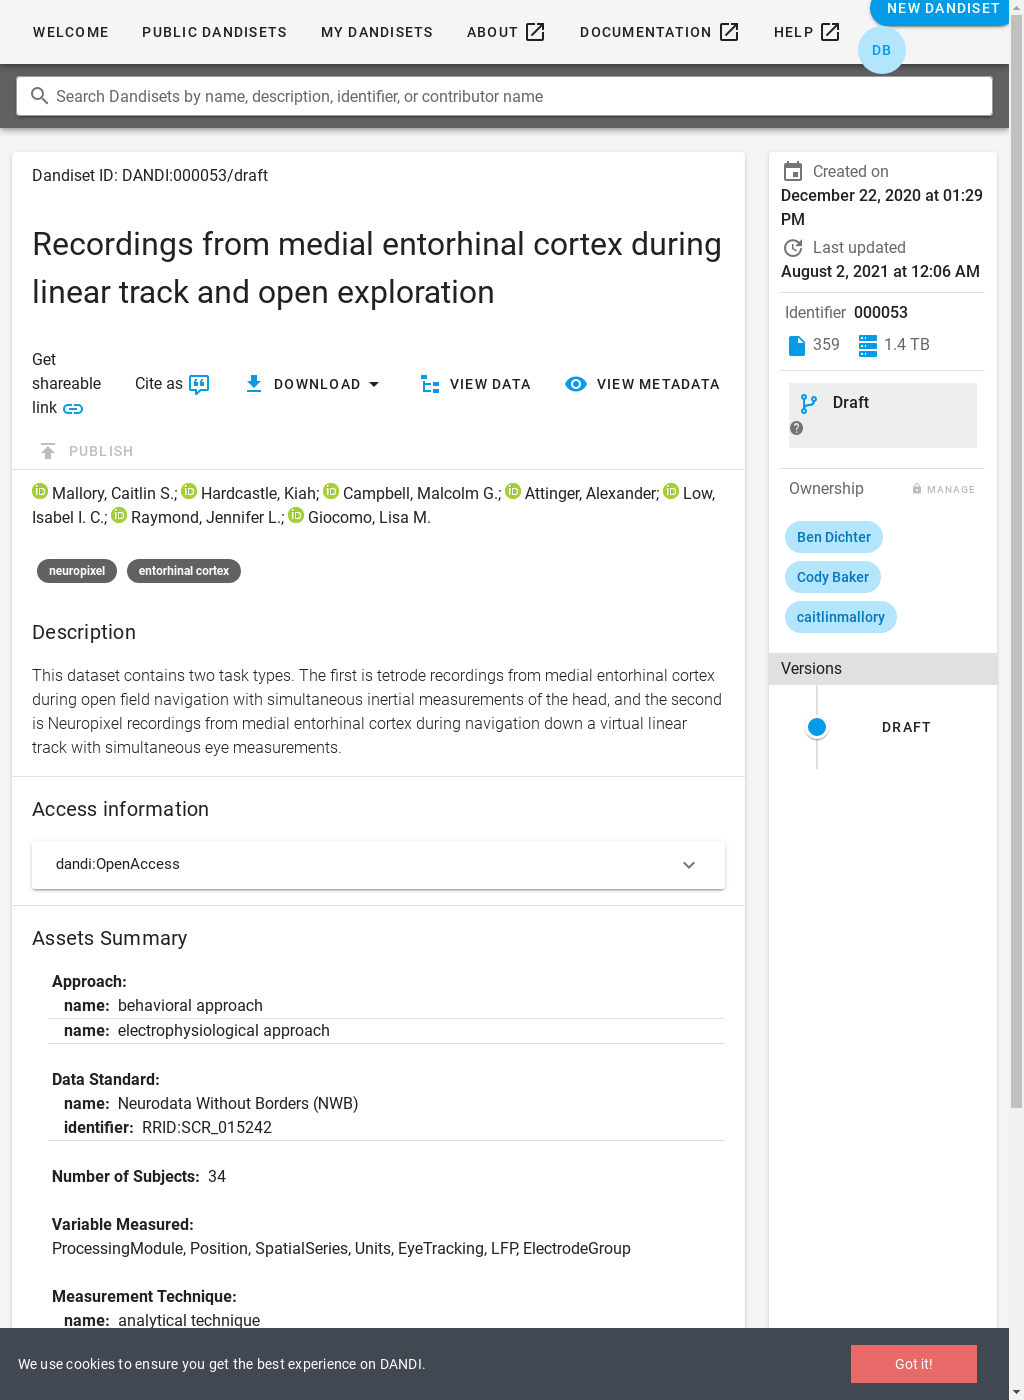 WELCOME PUBLIC DANDISETS MY DANDISETS ABOUT DOCUMENTATION HELP NEW DANDISET
DB
Search Dandisets by name, description, identifier, or contributor name
Dandiset ID: DANDI:000053/draft
Recordings from medial entorhinal cortex during
linear track and open exploration
Get
shareable
link
Cite as
DOWNLOAD
VIEW DATA
VIEW METADATA
PUBLISH
iD Mallory, Caitlin S.; iD Hardcastle, Kiah; iD Campbell, Malcolm G.; iD Attinger, Alexander; iD Low,
Isabel I. C.; iD Raymond, Jennifer L.; iD Giocomo, Lisa M.
neuropixel entorhinal cortex
Description
This dataset contains two task types. The first is tetrode recordings from medial entorhinal cortex
during open field navigation with simultaneous inertial measurements of the head, and the second
is Neuropixel recordings from medial entorhinal cortex during navigation down a virtual linear
track with simultaneous eye measurements.
Access information
dandi:OpenAccess
Assets Summary
Approach:
name: behavioral approach
name: electrophysiological approach
Data Standard:
name: Neurodata Without Borders (NWB)
identifier: RRID:SCR_015242
Number of Subjects: 34
Variable Measured:
ProcessingModule, Position, SpatialSeries, Units, EyeTracking, LFP, ElectrodeGroup
Measurement Technique:
name: analytical technique
Created on
December 22, 2020 at 01:29
PM
Last updated
August 2, 2021 at 12:06 AM
Identifier 000053
359 1.4 TB
Draft
?
Ownership MANAGE
Ben Dichter
Cody Baker
caitlinmallory
Versions
DRAFT
We use cookies to ensure you get the best experience on DANDI.
Got it!